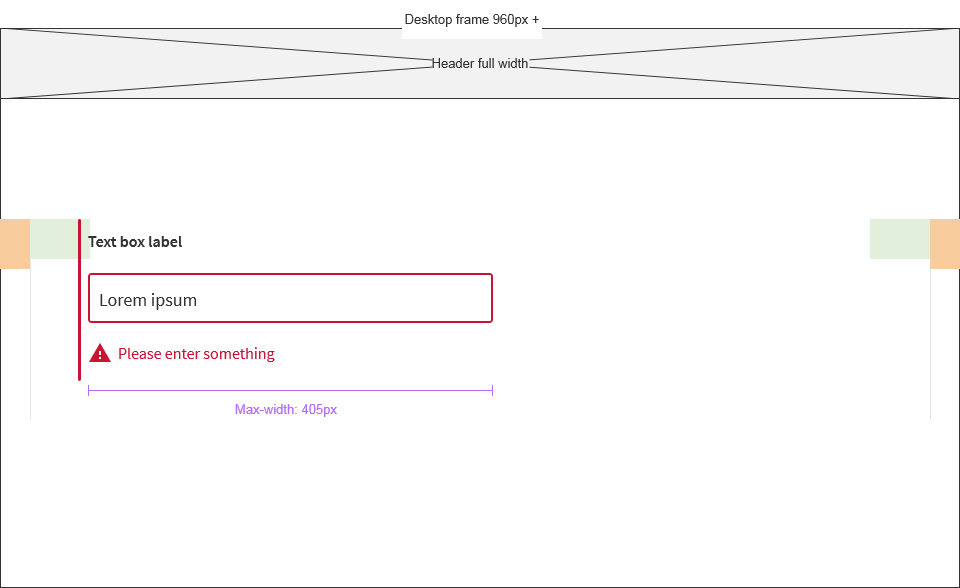 Desktop frame 960px +
Header full width
Text box label
Lorem ipsum
Please enter something
Max-width: 405px